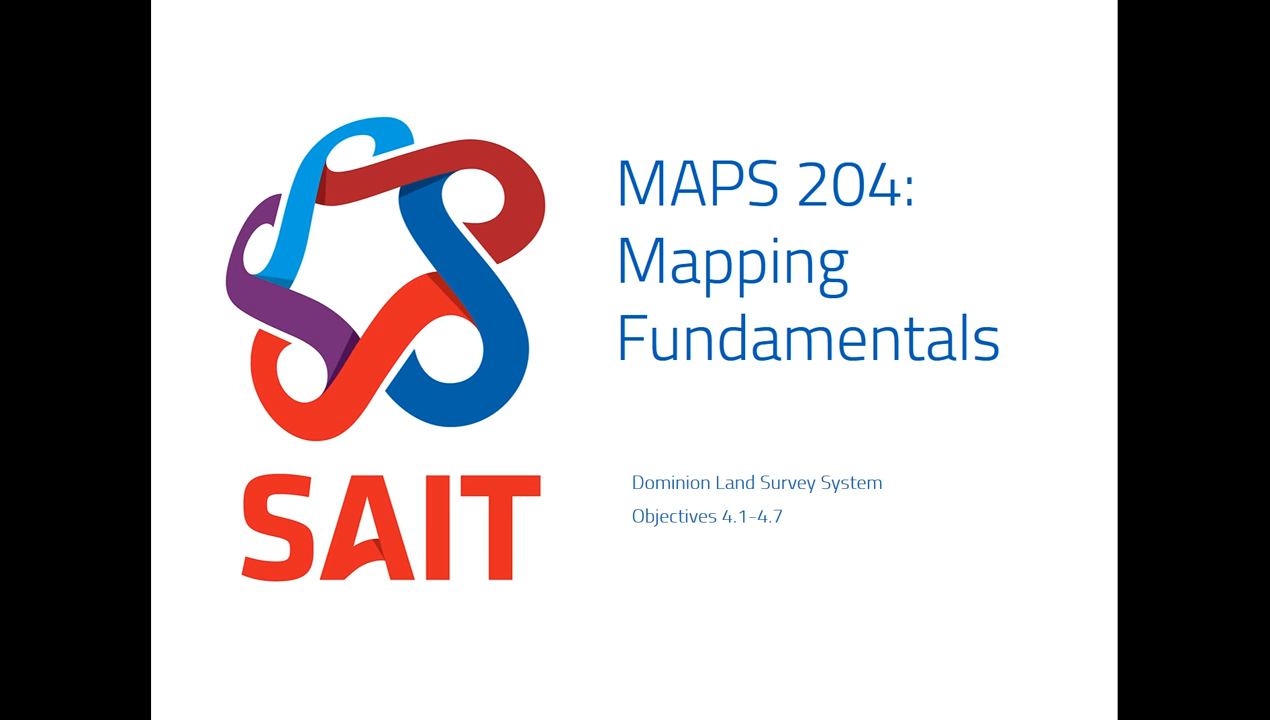 MAPS 204:
Mapping
Fundamentals
SAIT
Dominion Land Survey System
Objectives 4.1-4.7